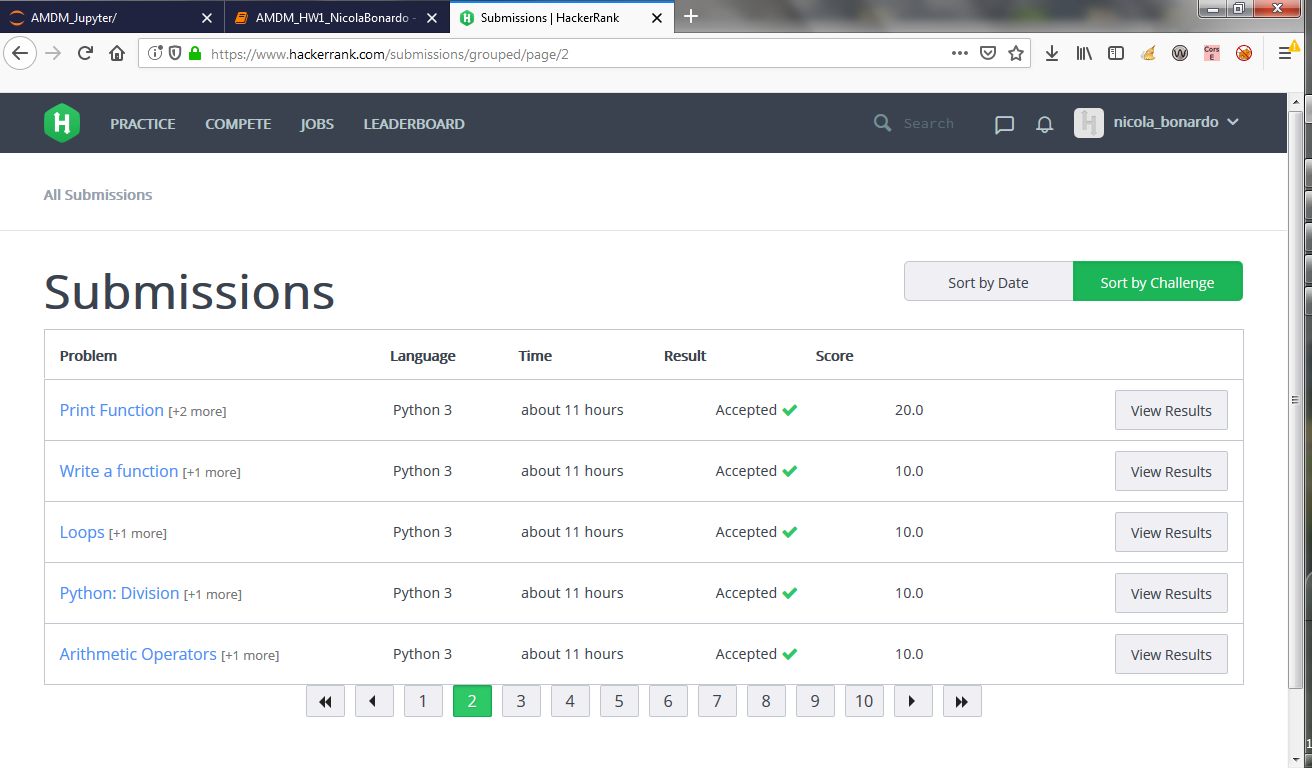 AMDM_Jupyter/
AMDM_HW1_NicolaBonardo -
Submissions | HackerRank
https://www.hackerrank.com/submissions/grouped/page/2
Cors E
H PRACTICE COMPETE JOBS LEADERBOARD Search nicola_bonardo
All Submissions
Submissions
Sort by Date Sort by Challenge
Problem Language Time Result Score
Print Function [+2 more] Python 3 about 11 hours Accepted 20.0 View Results
Write a function [+1 more] Python 3 about 11 hours Accepted 10.0 View Results
Loops [+1 more] Python 3 about 11 hours Accepted 10.0 View Results
Python: Division [+1 more] Python 3 about 11 hours Accepted 10.0 View Results
Arithmetic Operators [+1 more] Python 3 about 11 hours Accepted 10.0 View Results
1 2 3 4 5 6 7 8 9 10